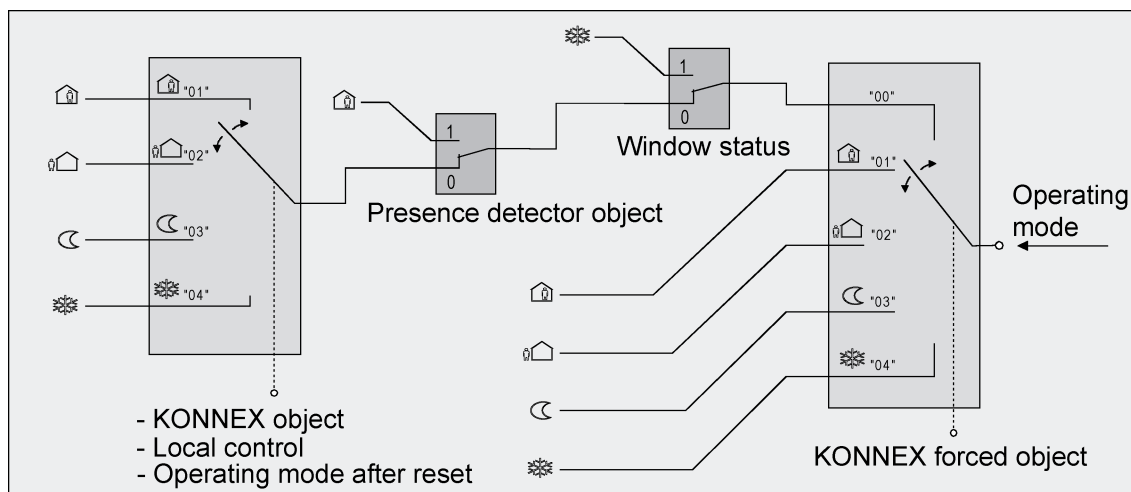 "01"
"02"
"03"
"04"
- KONNEX object
- Local control
- Operating mode after reset
1
0
Presence detector object
1
0
Window status
"00"
"01"
"02"
"03"
"04"
KONNEX forced object
Operating
mode